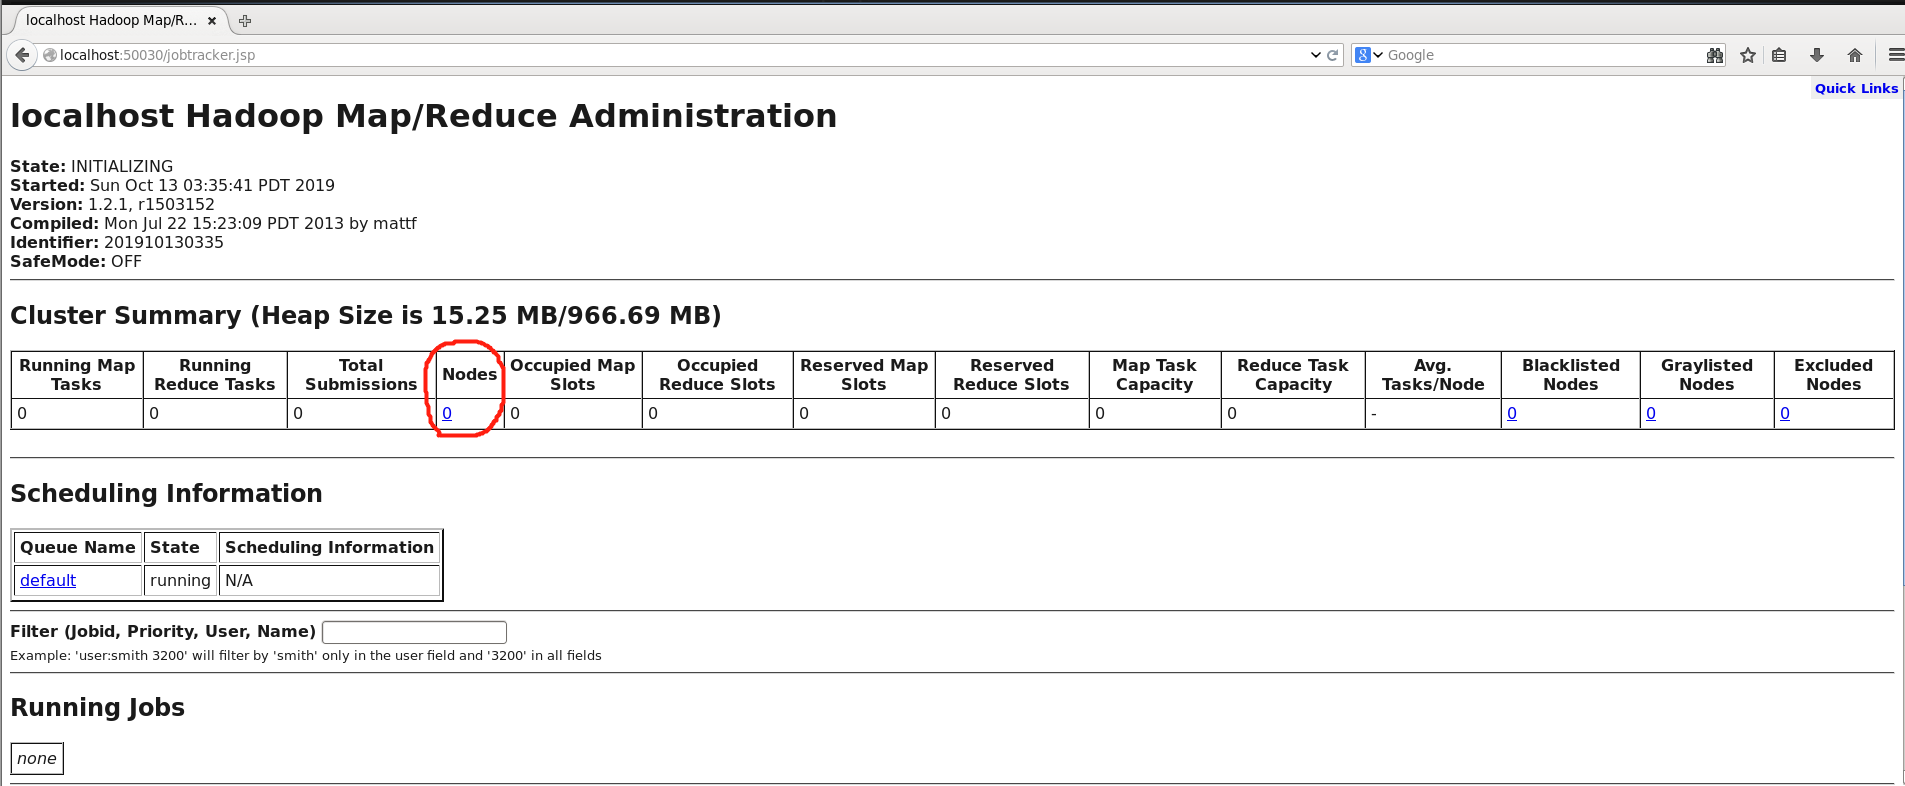 localhost Hadoop Map/R...
localhost:50030/jobtracker.jsp
8 Google
Quick Links
localhost Hadoop Map/Reduce Administration
State: INITIALIZING
Started: Sun Oct 13 03:35:41 PDT 2019
Version: 1.2.1, r1503152
Compiled: Mon Jul 22 15:23:09 PDT 2013 by mattf
Identifier: 201910130335
SafeMode: OFF
Cluster Summary (Heap Size is 15.25 MB/966.69 MB)
Running Map Tasks Running Reduce Tasks Total Submissions Nodes Occupied Map Slots Occupied Reduce Slots Reserved Map Slots Reserved Reduce Slots Map Task Capacity Reduce Task Capacity Avg. Tasks/Node Blacklisted Nodes Graylisted Nodes Excluded Nodes
0 0 0 0 0 0 0 0 0 0 - 0 0 0
Scheduling Information
Queue Name State Scheduling Information
default running N/A
Filter (Jobid, Priority, User, Name)
Example: 'user:smith 3200' will filter by 'smith' only in the user field and '3200' in all fields
Running Jobs
none